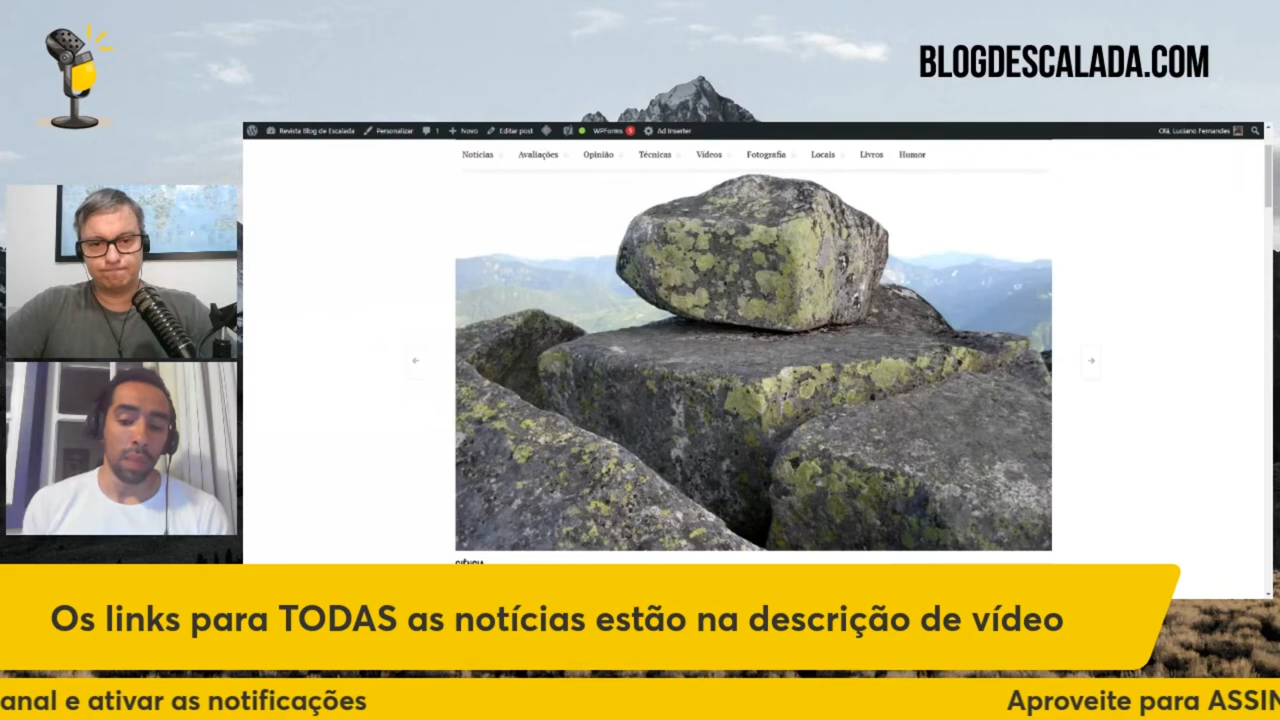 BLOGDESCALADA.COM
Revista Blog de Escalada Personalizar 1 Novo Editar post WPForms 5 Ad Inserter Olá, Luciano Fernandes
Notícias Avaliações Opinião Técnicas Vídeos Fotografia Locais Livros Humor
CIÊNCIA
Os links para TODAS as notícias estão na descrição de vídeo
anal e ativar as notificações Aproveite para ASSIN